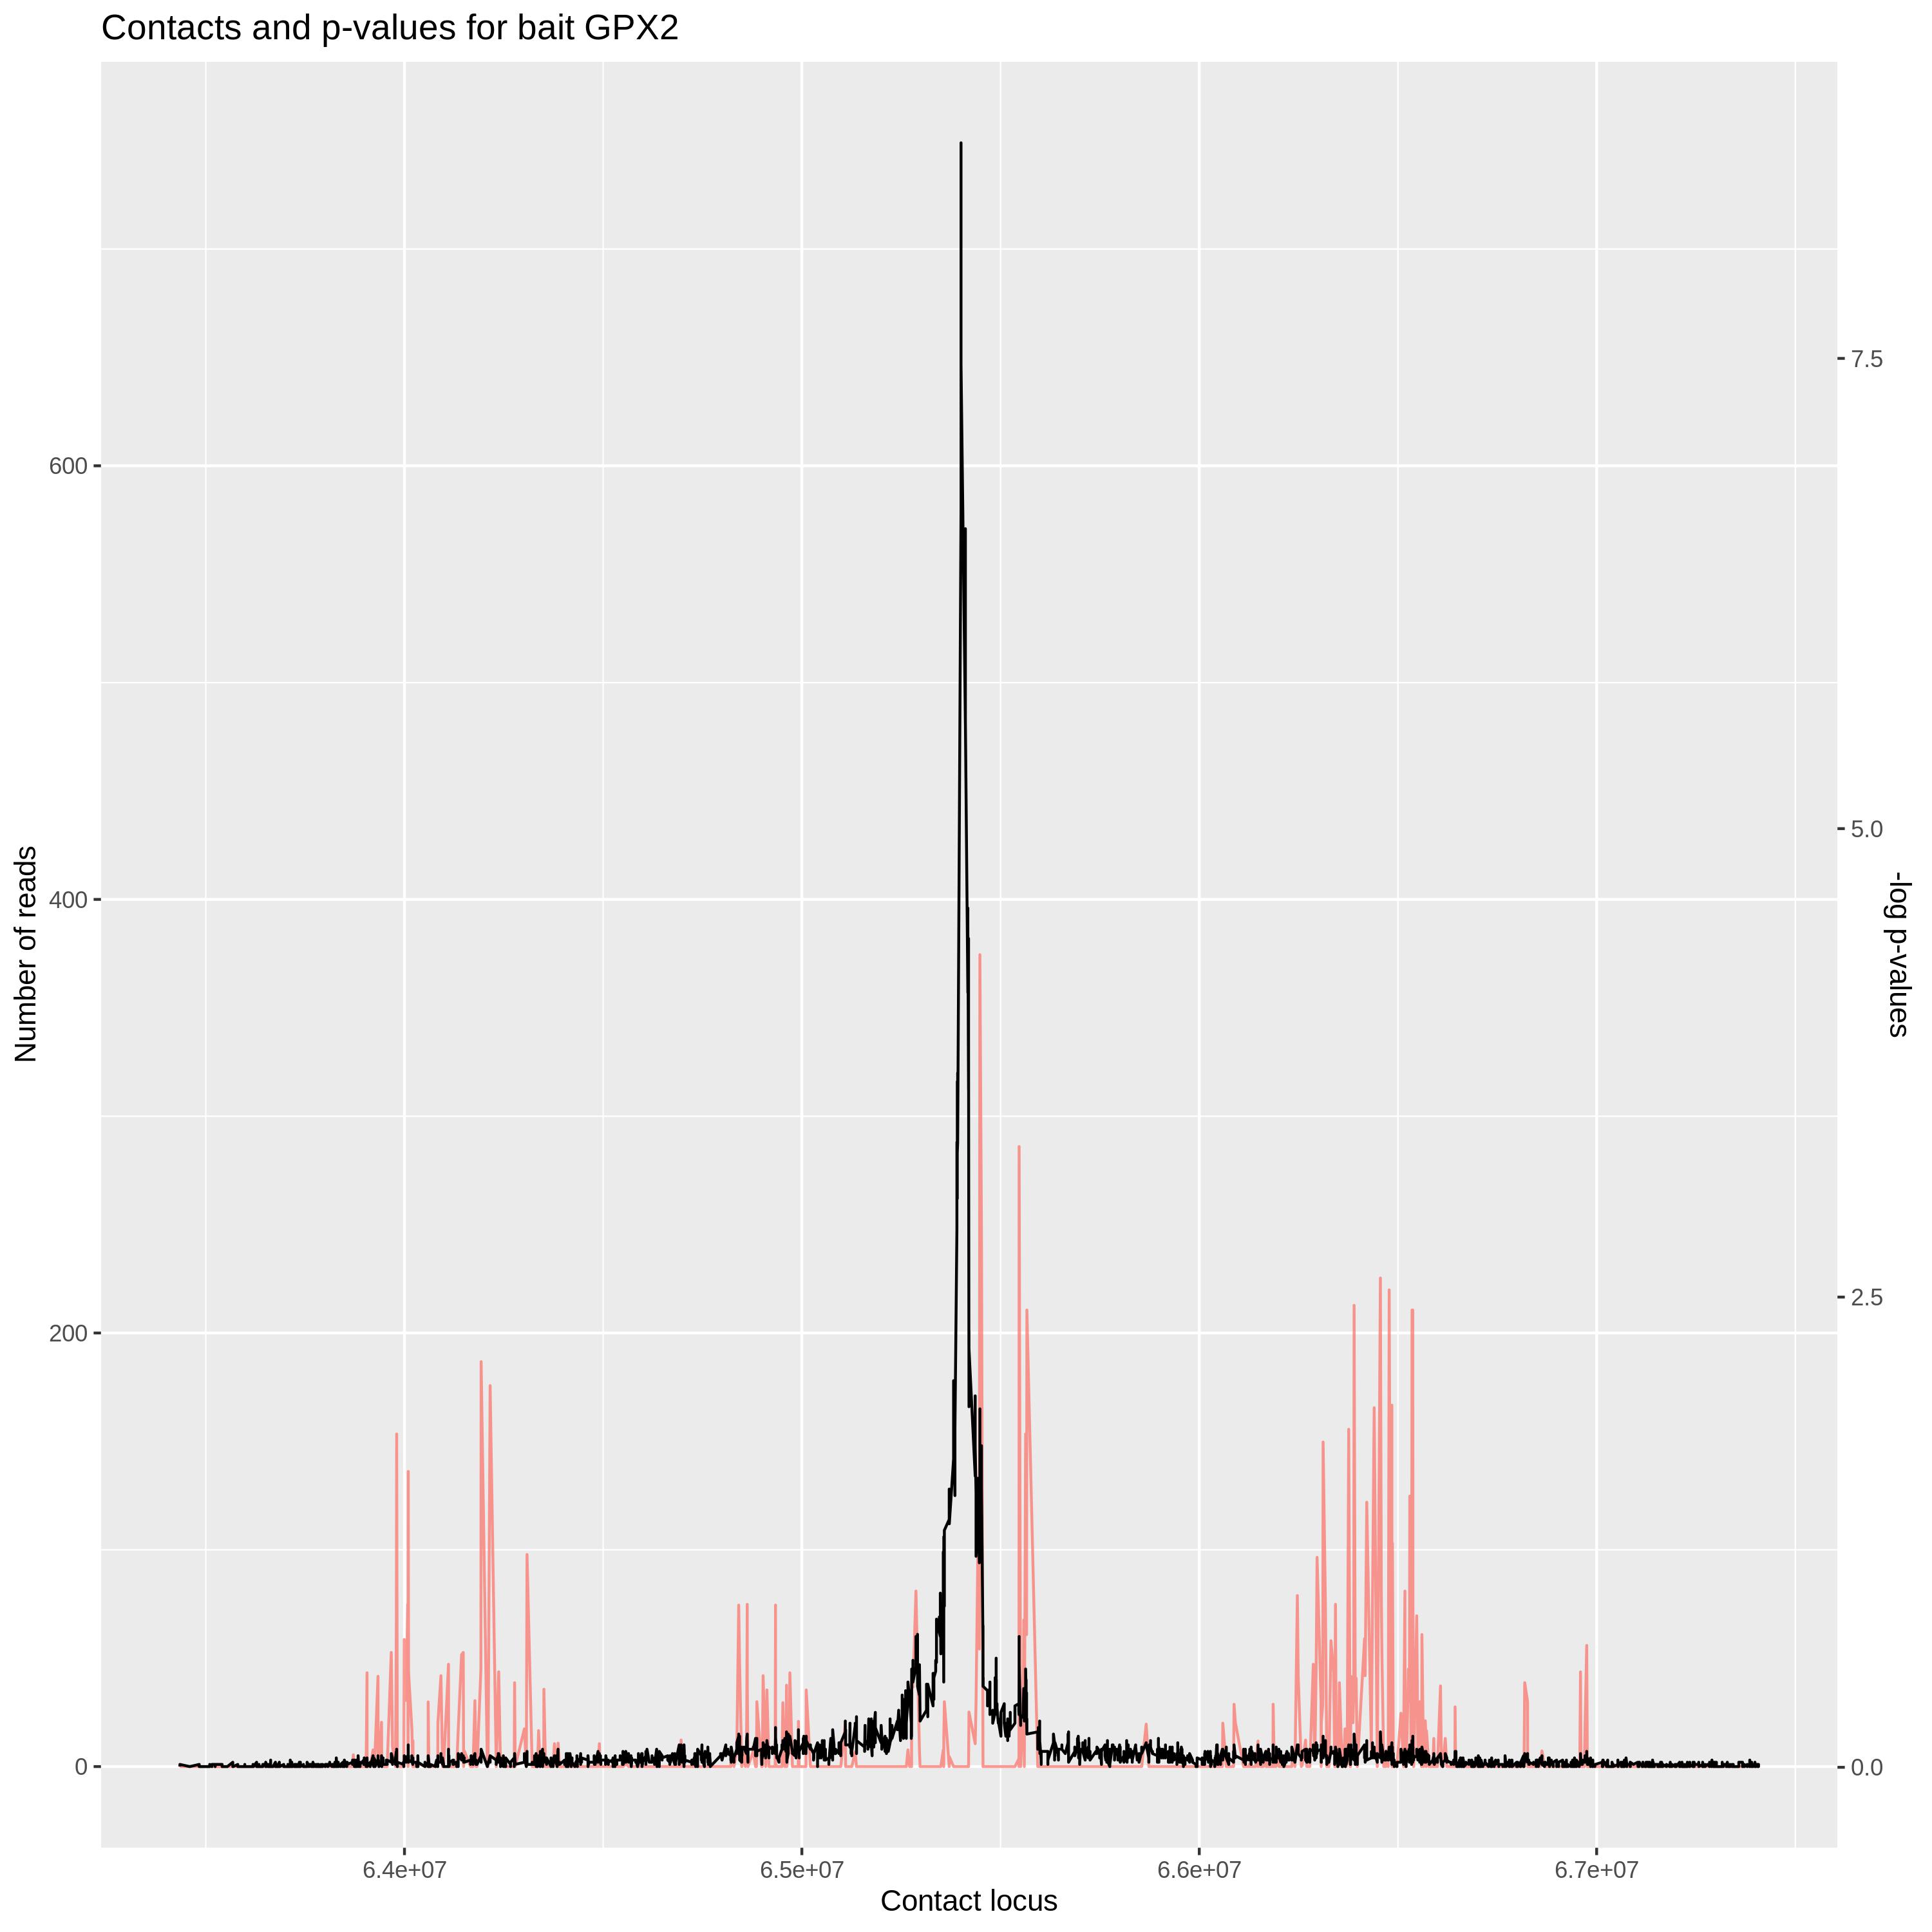 Contacts and p-values for bait GPX2
Number of reads
600
400
200
0
7.5
5.0
2.5
0.0
-log p-values
6.4e+07 6.5e+07 6.6e+07 6.7e+07
Contact locus